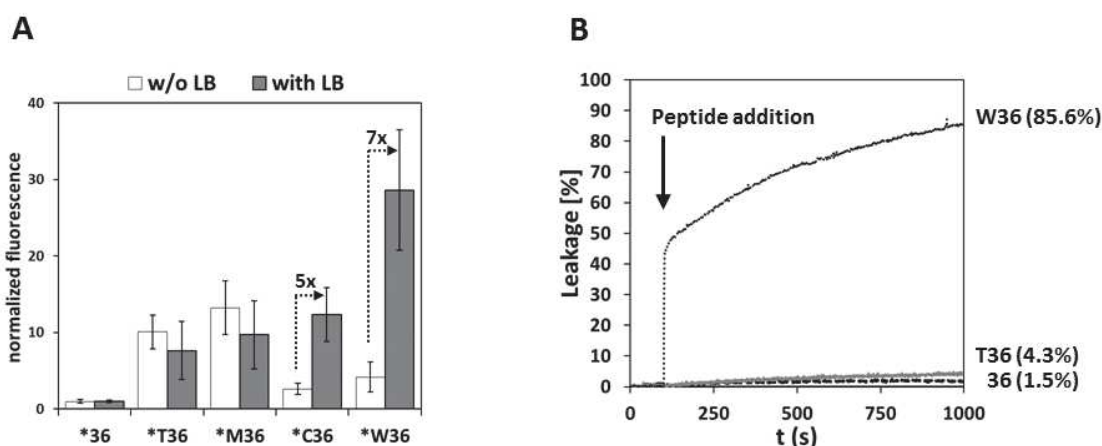 A
w/o LB with LB
normalized fluorescence
40
30
20
10
0
7x
5x
*36 *T36 *M36 *C36 *W36
B
Leakage [%]
100
90
80
70
60
50
40
30
20
10
0
Peptide addition
W36 (85.6%)
T36 (4.3%)
36 (1.5%)
0 250 500 750 1000
t (s)